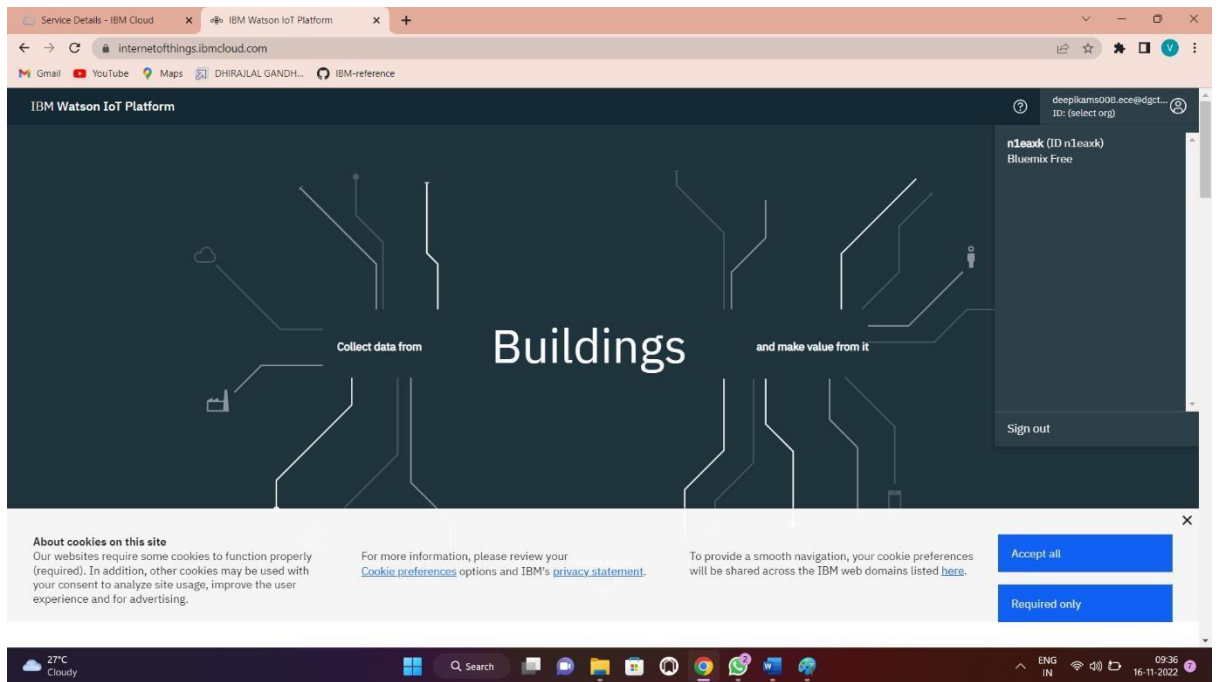 Service Details - IBM Cloud
IBM Watson IoT Platform
internetofthings.ibmcloud.com
V
Gmail
YouTube
Maps
DHIRAJLAL GANDH...
IBM-reference
IBM Watson IoT Platform
deepikams008.ece@dgct...
ID: (select org)
n1eaxk (ID n1eaxk)
Bluemix Free
Collect data from
Buildings
and make value from it
Sign out
About cookies on this site
Our websites require some cookies to function properly
(required). In addition, other cookies may be used with
your consent to analyze site usage, improve the user
experience and for advertising.
For more information, please review your
Cookie preferences options and IBM's privacy statement.
To provide a smooth navigation, your cookie preferences
will be shared across the IBM web domains listed here.
Accept all
Required only
27°C
Cloudy
Search
ENG
IN
09:36
16-11-2022
7